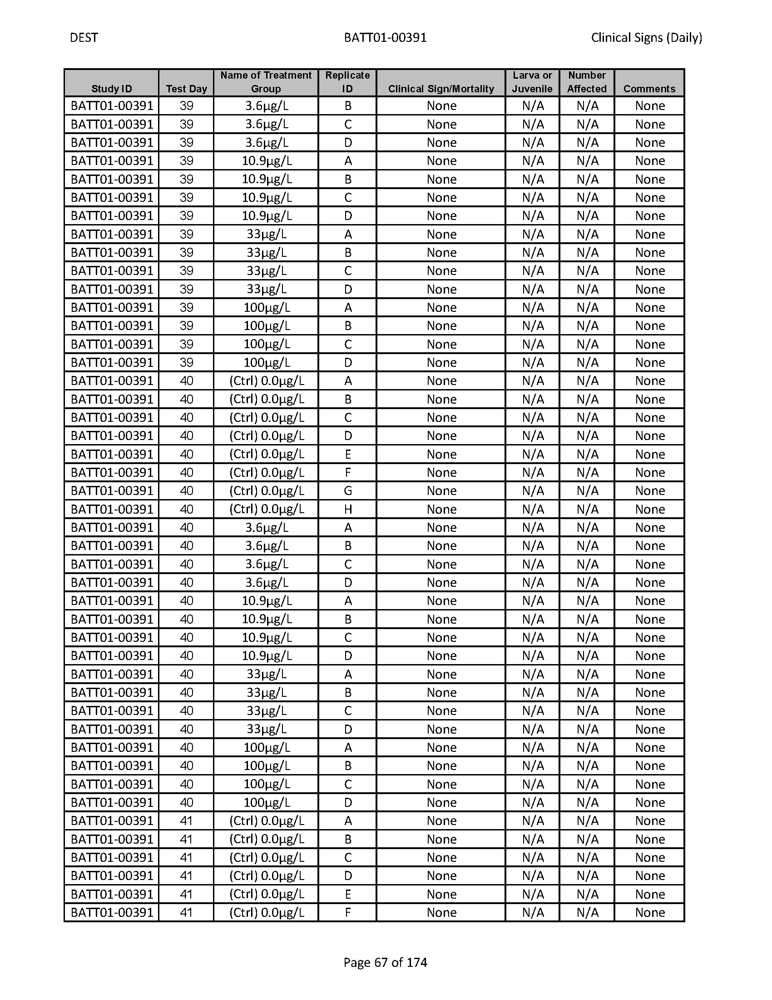 DEST BATT01-00391 Clinical Signs (Daily)
Study ID Test Day Name of Treatment Group Replicate ID Clinical Sign/Mortality Larva or Juvenile Number Affected Comments
BATT01-00391 39 3.6µg/L B None N/A N/A None
BATT01-00391 39 3.6µg/L C None N/A N/A None
BATT01-00391 39 3.6µg/L D None N/A N/A None
BATT01-00391 39 10.9µg/L A None N/A N/A None
BATT01-00391 39 10.9µg/L B None N/A N/A None
BATT01-00391 39 10.9µg/L C None N/A N/A None
BATT01-00391 39 10.9µg/L D None N/A N/A None
BATT01-00391 39 33µg/L A None N/A N/A None
BATT01-00391 39 33µg/L B None N/A N/A None
BATT01-00391 39 33µg/L C None N/A N/A None
BATT01-00391 39 33µg/L D None N/A N/A None
BATT01-00391 39 100µg/L A None N/A N/A None
BATT01-00391 39 100µg/L B None N/A N/A None
BATT01-00391 39 100µg/L C None N/A N/A None
BATT01-00391 39 100µg/L D None N/A N/A None
BATT01-00391 40 (Ctrl) 0.0µg/L A None N/A N/A None
BATT01-00391 40 (Ctrl) 0.0µg/L B None N/A N/A None
BATT01-00391 40 (Ctrl) 0.0µg/L C None N/A N/A None
BATT01-00391 40 (Ctrl) 0.0µg/L D None N/A N/A None
BATT01-00391 40 (Ctrl) 0.0µg/L E None N/A N/A None
BATT01-00391 40 (Ctrl) 0.0µg/L F None N/A N/A None
BATT01-00391 40 (Ctrl) 0.0µg/L G None N/A N/A None
BATT01-00391 40 (Ctrl) 0.0µg/L H None N/A N/A None
BATT01-00391 40 3.6µg/L A None N/A N/A None
BATT01-00391 40 3.6µg/L B None N/A N/A None
BATT01-00391 40 3.6µg/L C None N/A N/A None
BATT01-00391 40 3.6µg/L D None N/A N/A None
BATT01-00391 40 10.9µg/L A None N/A N/A None
BATT01-00391 40 10.9µg/L B None N/A N/A None
BATT01-00391 40 10.9µg/L C None N/A N/A None
BATT01-00391 40 10.9µg/L D None N/A N/A None
BATT01-00391 40 33µg/L A None N/A N/A None
BATT01-00391 40 33µg/L B None N/A N/A None
BATT01-00391 40 33µg/L C None N/A N/A None
BATT01-00391 40 33µg/L D None N/A N/A None
BATT01-00391 40 100µg/L A None N/A N/A None
BATT01-00391 40 100µg/L B None N/A N/A None
BATT01-00391 40 100µg/L C None N/A N/A None
BATT01-00391 40 100µg/L D None N/A N/A None
BATT01-00391 41 (Ctrl) 0.0µg/L A None N/A N/A None
BATT01-00391 41 (Ctrl) 0.0µg/L B None N/A N/A None
BATT01-00391 41 (Ctrl) 0.0µg/L C None N/A N/A None
BATT01-00391 41 (Ctrl) 0.0µg/L D None N/A N/A None
BATT01-00391 41 (Ctrl) 0.0µg/L E None N/A N/A None
BATT01-00391 41 (Ctrl) 0.0µg/L F None N/A N/A None
Page 67 of 174